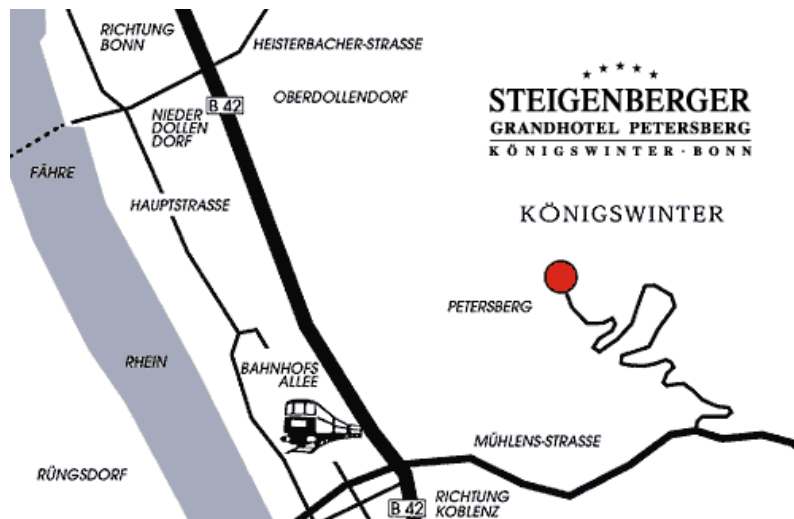 RICHTUNG
BONN
HEISTERBACHER-STRASSE
STEIGENBERGER
GRANDHOTEL PETERSBERG
KÖNIGSWINTER · BONN
B 42
OBERDOLLENDORF
NIEDER
DOLLEN
DORF
FÄHRE
HAUPTSTRASSE
KÖNIGSWINTER
PETERSBERG
RHEIN
BAHNHOFS
ALLEE
MÜHLENS-STRASSE
RÜNGSDORF
B 42
RICHTUNG
KOBLENZ